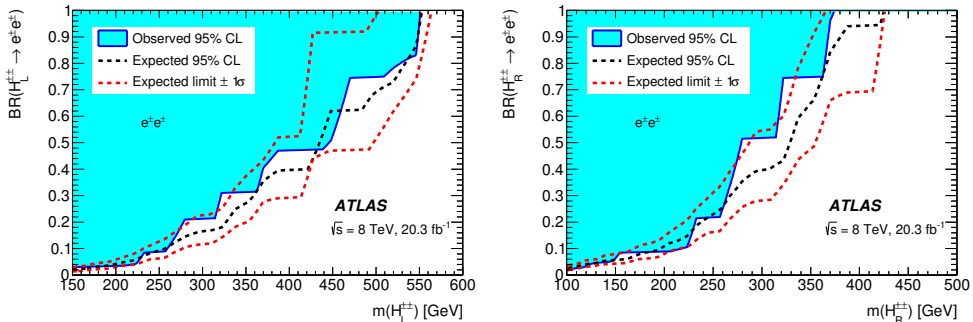 BR(H_L^{±±} → e^±e^±)
1
0.9
0.8
0.7
0.6
0.5
0.4
0.3
0.2
0.1
0
Observed 95% CL
Expected 95% CL
Expected limit ± 1σ
e^±e^±
ATLAS
√s = 8 TeV, 20.3 fb^{-1}
150 200 250 300 350 400 450 500 550 600
m(H_L^{±±}) [GeV]
BR(H_R^{±±} → e^±e^±)
1
0.9
0.8
0.7
0.6
0.5
0.4
0.3
0.2
0.1
0
Observed 95% CL
Expected 95% CL
Expected limit ± 1σ
e^±e^±
ATLAS
√s = 8 TeV, 20.3 fb^{-1}
100 150 200 250 300 350 400 450 500
m(H_R^{±±}) [GeV]